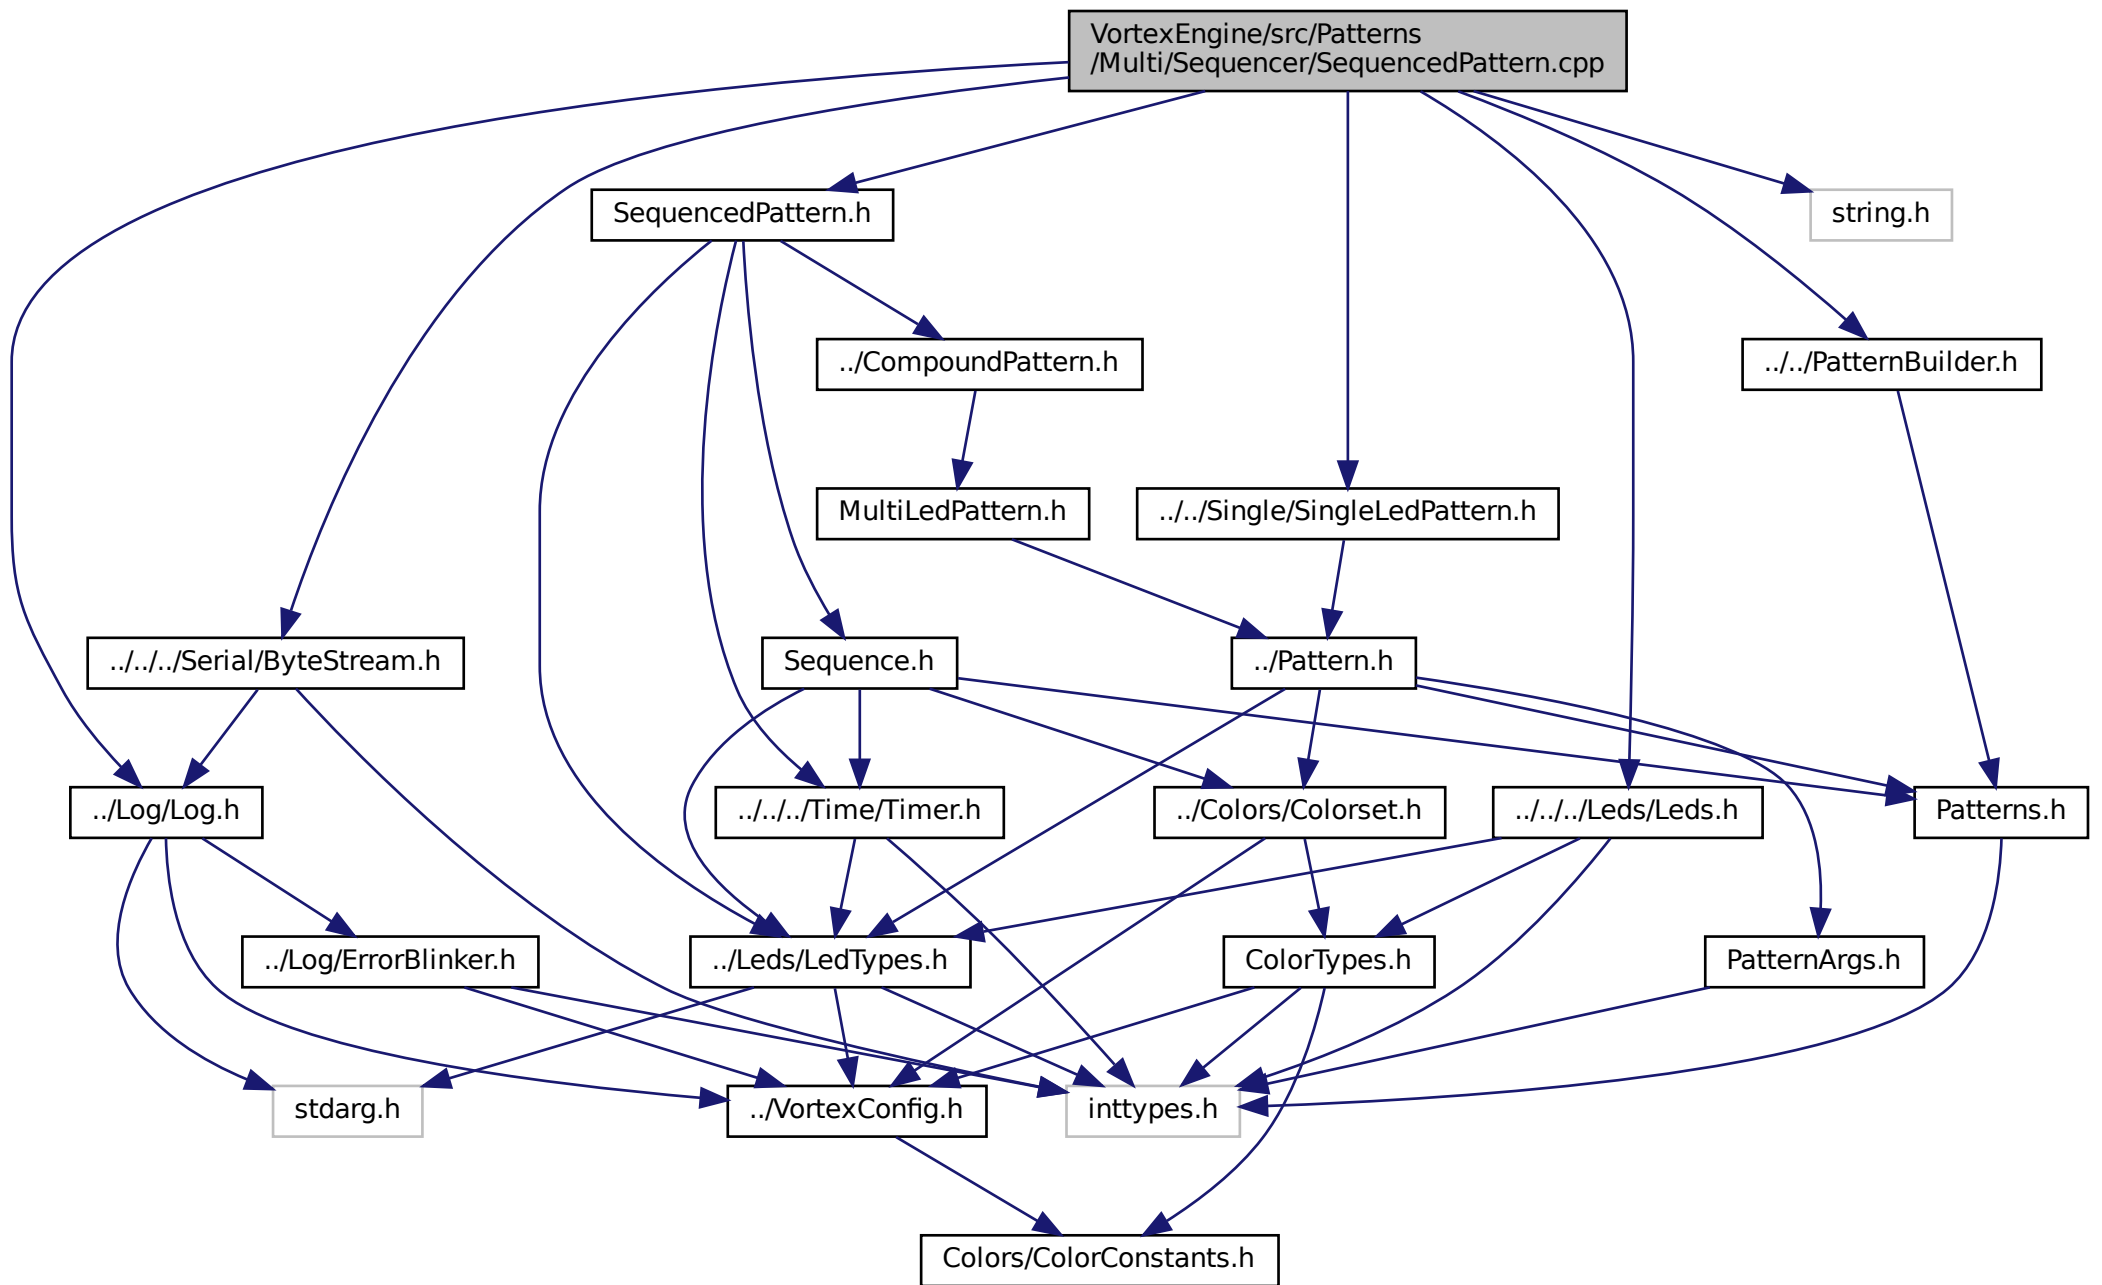 VortexEngine/src/Patterns
/Multi/Sequencer/SequencedPattern.cpp
SequencedPattern.h
string.h
../CompoundPattern.h
../../PatternBuilder.h
MultiLedPattern.h
../../Single/SingleLedPattern.h
../../../Serial/ByteStream.h
Sequence.h
../Pattern.h
../Log/Log.h
../../../Time/Timer.h
../Colors/Colorset.h
../../../Leds/Leds.h
Patterns.h
../Log/ErrorBlinker.h
../Leds/LedTypes.h
ColorTypes.h
PatternArgs.h
stdarg.h
../VortexConfig.h
inttypes.h
Colors/ColorConstants.h